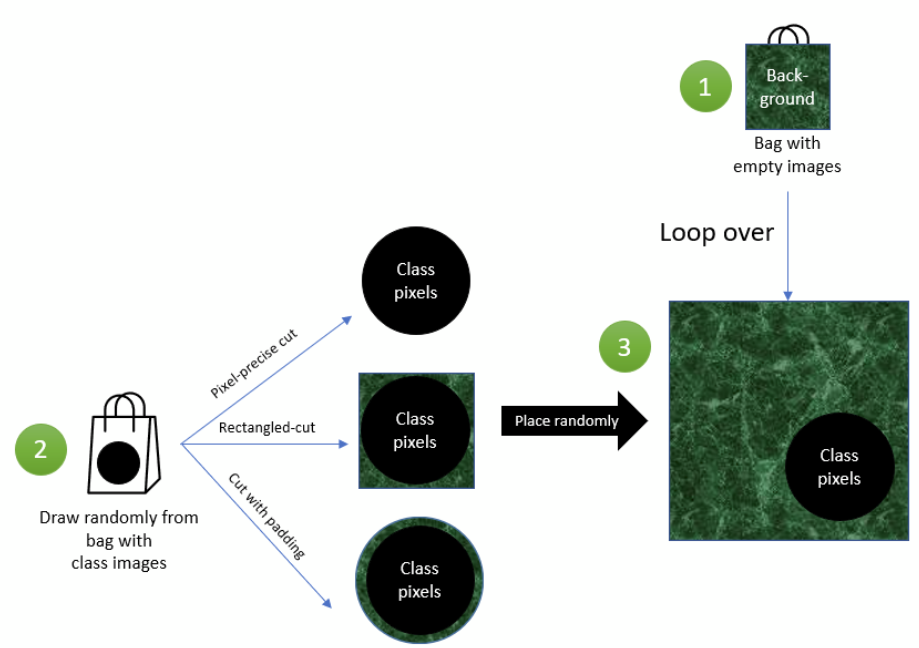 1
Back-
ground
Bag with
empty images
Loop over
Class
pixels
Pixel-precise cut
3
2
Rectangled-cut
Class
pixels
Place randomly
Class
pixels
Cut with padding
Draw randomly from
bag with
class images
Class
pixels